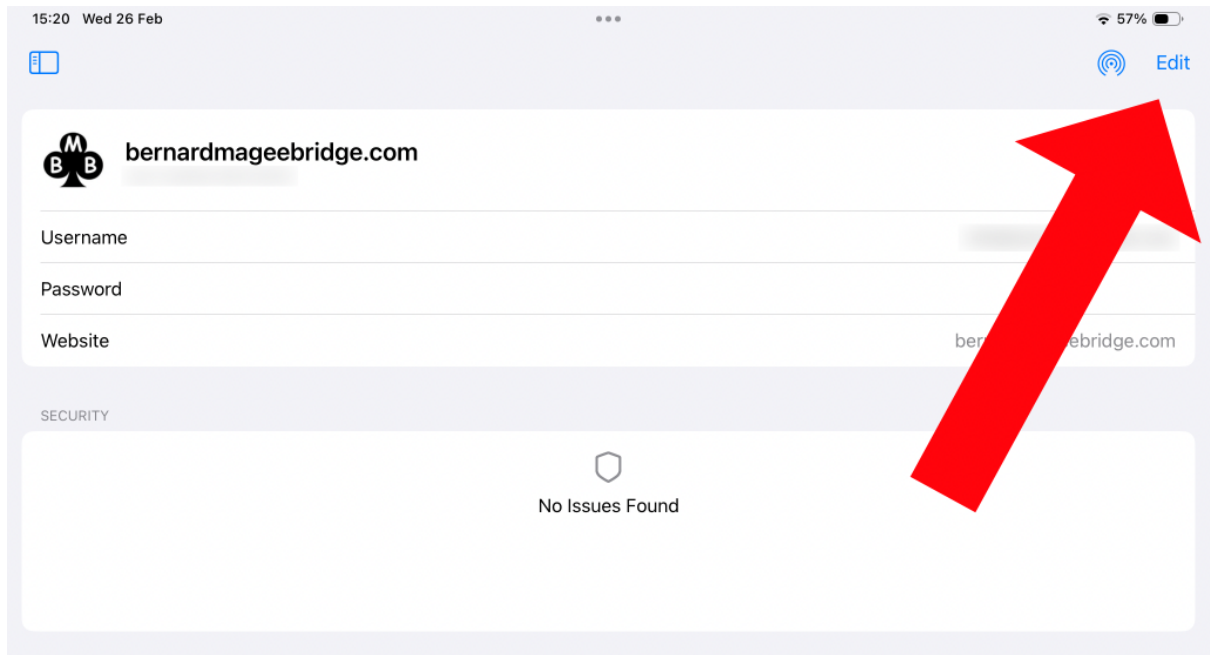 15:20 Wed 26 Feb
57%
Edit
M
B B
bernardmageebridge.com
Username
Password
Website
SECURITY
No Issues Found